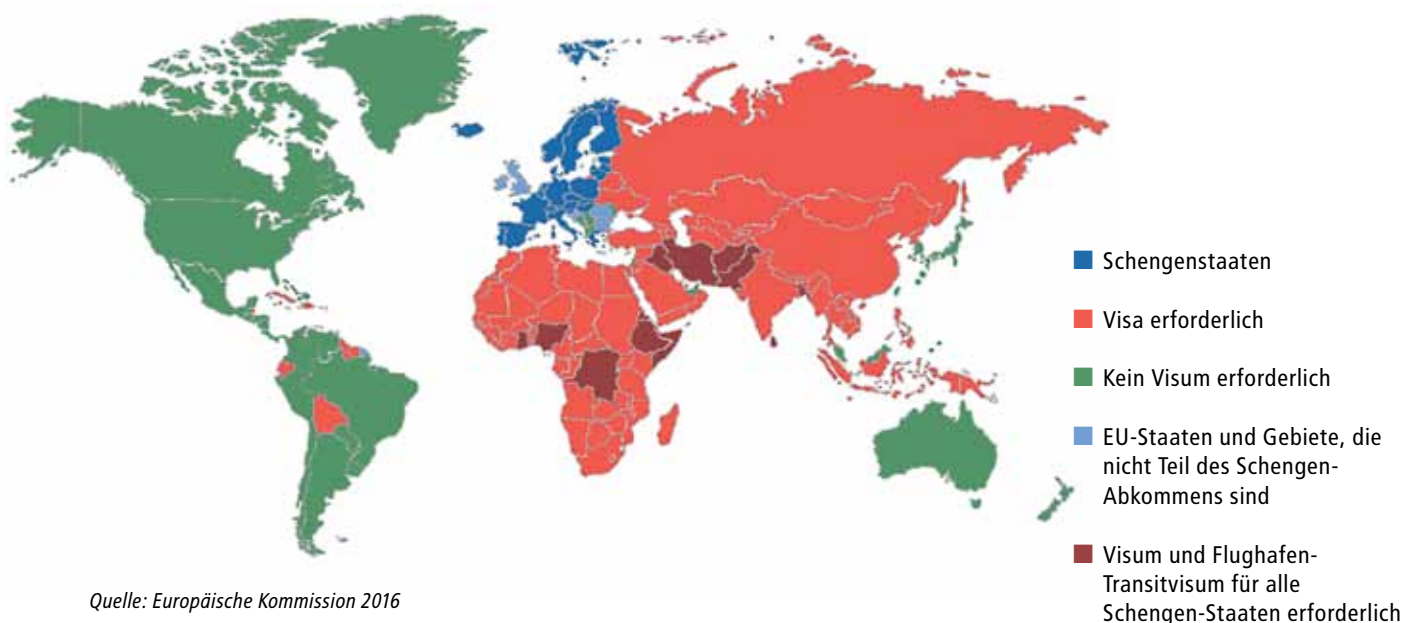 Schengenstaaten
Visa erforderlich
Kein Visum erforderlich
EU-Staaten und Gebiete, die
nicht Teil des Schengen-
Abkommens sind
Visum und Flughafen-
Transitvisum für alle
Schengen-Staaten erforderlich
Quelle: Europäische Kommission 2016